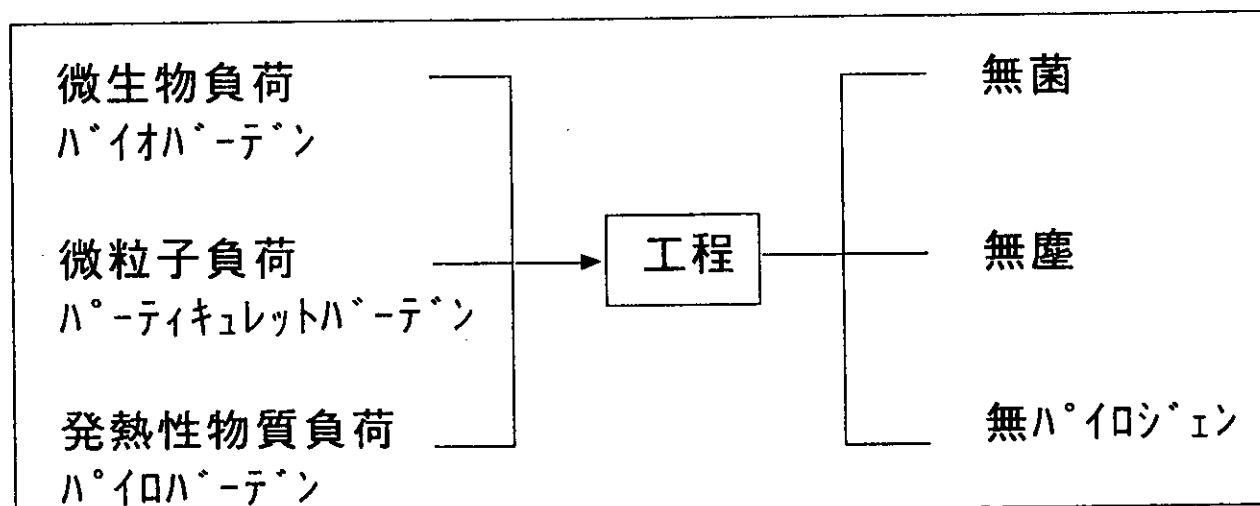 微生物負荷
ﾊﾞｲｵﾊﾞｰﾃﾞﾝ
微粒子負荷
ﾊﾟｰﾃｨｷｭﾚｯﾄﾊﾞｰﾃﾞﾝ
発熱性物質負荷
ﾊﾟｲﾛﾊﾞｰﾃﾞﾝ
工程
無菌
無塵
無ﾊﾟｲﾛｼﾞｪﾝ